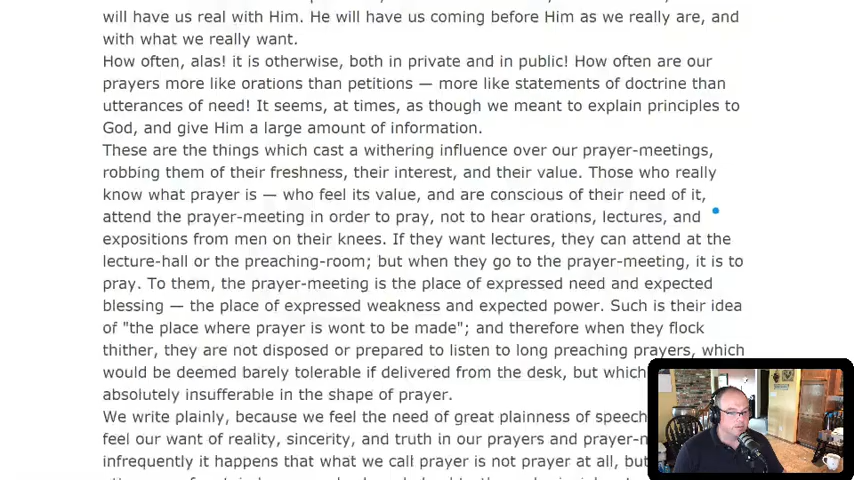 will have us real with Him. He will have us coming before Him as we really are, and
with what we really want.
How often, alas! it is otherwise, both in private and in public! How often are our
prayers more like orations than petitions — more like statements of doctrine than
utterances of need! It seems, at times, as though we meant to explain principles to
God, and give Him a large amount of information.
These are the things which cast a withering influence over our prayer-meetings,
robbing them of their freshness, their interest, and their value. Those who really
know what prayer is — who feel its value, and are conscious of their need of it,
attend the prayer-meeting in order to pray, not to hear orations, lectures, and
expositions from men on their knees. If they want lectures, they can attend at the
lecture-hall or the preaching-room; but when they go to the prayer-meeting, it is to
pray. To them, the prayer-meeting is the place of expressed need and expected
blessing — the place of expressed weakness and expected power. Such is their idea
of "the place where prayer is wont to be made"; and therefore when they flock
thither, they are not disposed or prepared to listen to long preaching prayers, which
would be deemed barely tolerable if delivered from the desk, but which
absolutely insufferable in the shape of prayer.
We write plainly, because we feel the need of great plainness of speech
feel our want of reality, sincerity, and truth in our prayers and prayer-
infrequently it happens that what we call prayer is not prayer at all, but